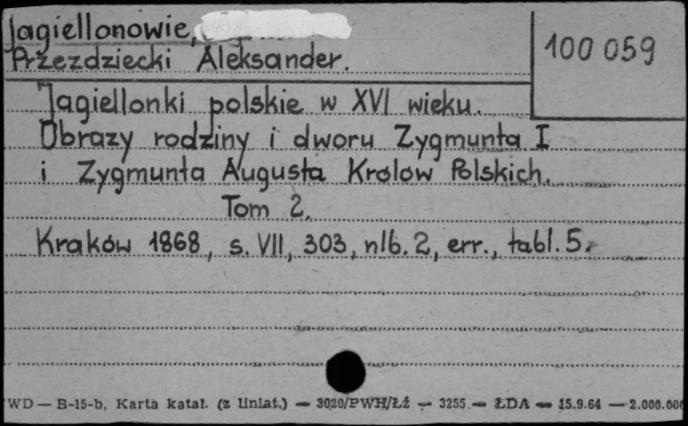 Jagiellonowie,
Przezdziecki Aleksander.
100 059
Jagiellonki polskie w XVI wieku.
Obrazy rodziny i dworu Zygmunta I
i Zygmunta Augusta Królów Polskich.
Tom 2.
Kraków 1868, s. VII, 303, nlb. 2, err., tabl. 5.
WD — B-15-b, Karta katal. (z liniat.) — 3020/PWH/Łź — 3255 — ŁDA — 15.9.64 — 2.000.000